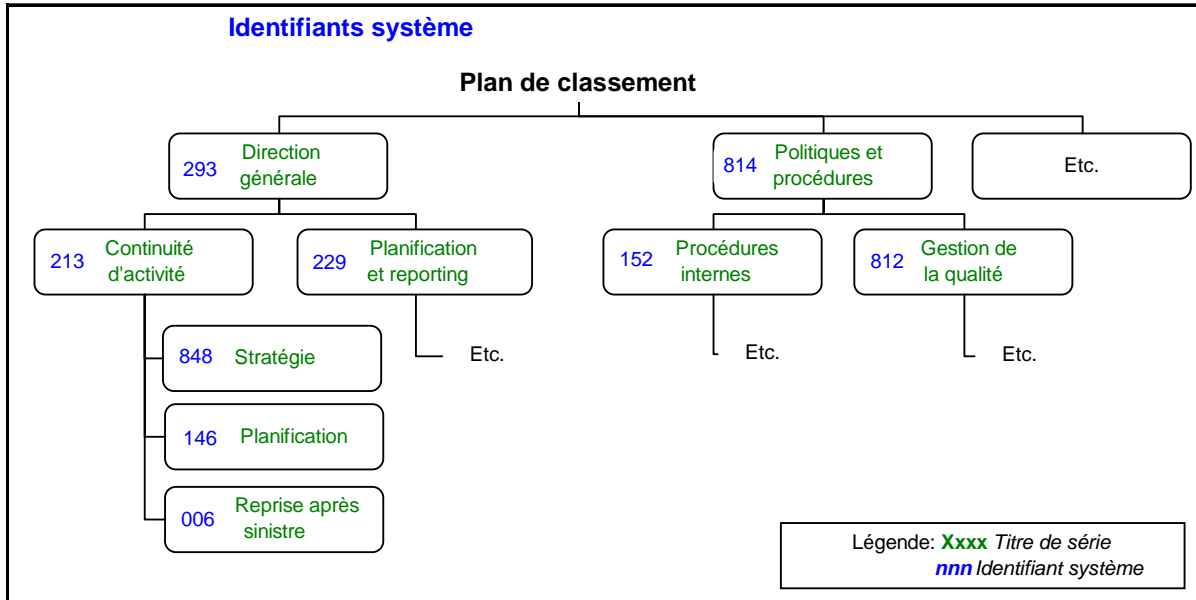 Identifiants système
Plan de classement
293 Direction
générale
814 Politiques et
procédures
Etc.
213 Continuité
d'activité
229 Planification
et reporting
152 Procédures
internes
812 Gestion de
la qualité
848 Stratégie
Etc.
Etc.
Etc.
146 Planification
006 Reprise après
sinistre
Légende: Xxxx Titre de série
nnn Identifiant système